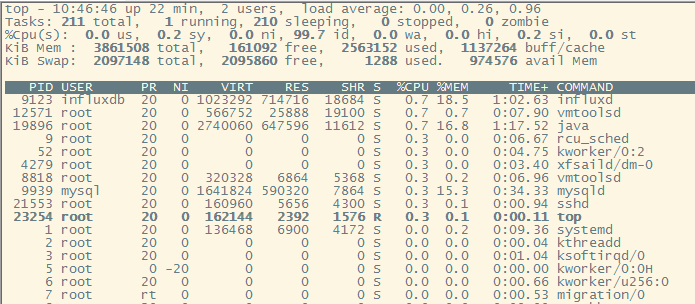 top - 10:46:46 up 22 min,  2 users,  load average: 0.00, 0.26, 0.96
Tasks: 211 total,   1 running, 210 sleeping,   0 stopped,   0 zombie
%Cpu(s):  0.0 us,  0.2 sy,  0.0 ni, 99.7 id,  0.0 wa,  0.0 hi,  0.2 si,  0.0 st
KiB Mem :  3861508 total,   161092 free,  2563152 used,  1137264 buff/cache
KiB Swap:  2097148 total,  2095860 free,     1288 used.   974576 avail Mem
PID USER      PR  NI    VIRT    RES    SHR S  %CPU %MEM     TIME+ COMMAND
9123 influxdb  20   0 1023292 714716  18684 S   0.7 18.5   1:02.63 influxd
12571 root      20   0  566752  25888  19100 S   0.7  0.7   0:07.90 vmtoolsd
19896 root      20   0 2740060 647596  11612 S   0.7 16.8   1:17.52 java
9 root      20   0       0      0      0 S   0.3  0.0   0:06.67 rcu_sched
52 root      20   0       0      0      0 S   0.3  0.0   0:04.75 kworker/0:2
4279 root      20   0       0      0      0 S   0.3  0.0   0:03.40 xfsaild/dm-0
8818 root      20   0  320328   6864   5368 S   0.3  0.2   0:06.96 vmtoolsd
9939 mysql     20   0 1641824 590320   7864 S   0.3 15.3   0:34.33 mysqld
21553 root      20   0  160960   5656   4300 S   0.3  0.1   0:00.94 sshd
23254 root      20   0  162144   2392   1576 R   0.3  0.1   0:00.11 top
1 root      20   0  136468   6900   4172 S   0.0  0.2   0:09.36 systemd
2 root      20   0       0      0      0 S   0.0  0.0   0:00.04 kthreadd
3 root      20   0       0      0      0 S   0.0  0.0   0:01.04 ksoftirqd/0
5 root       0 -20       0      0      0 S   0.0  0.0   0:00.00 kworker/0:0H
6 root      20   0       0      0      0 S   0.0  0.0   0:00.66 kworker/u256:0
7 root      rt   0       0      0      0 S   0.0  0.0   0:00.53 migration/0